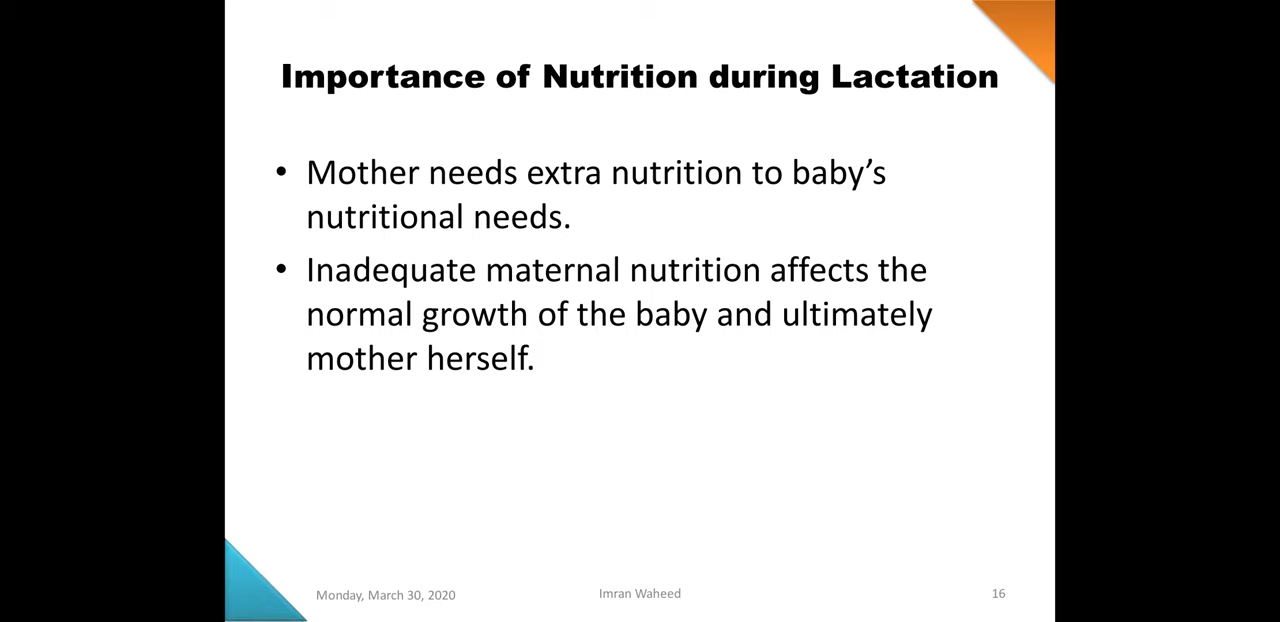 Importance of Nutrition during Lactation
• Mother needs extra nutrition to baby’s
nutritional needs.
• Inadequate maternal nutrition affects the
normal growth of the baby and ultimately
mother herself.
Monday, March 30, 2020
Imran Waheed
16